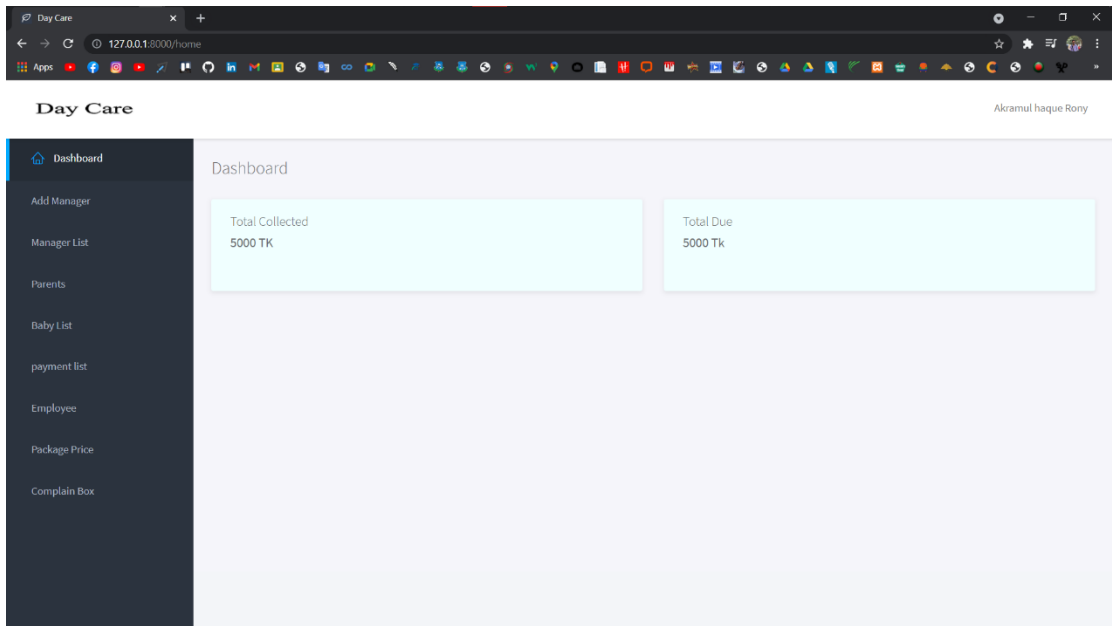 Day Care
127.0.0.1:8000/home
Apps
Day Care
Akramul haque Rony
Dashboard
Add Manager
Manager List
Parents
Baby List
payment list
Employee
Package Price
Complain Box
Dashboard
Total Collected
5000 TK
Total Due
5000 Tk